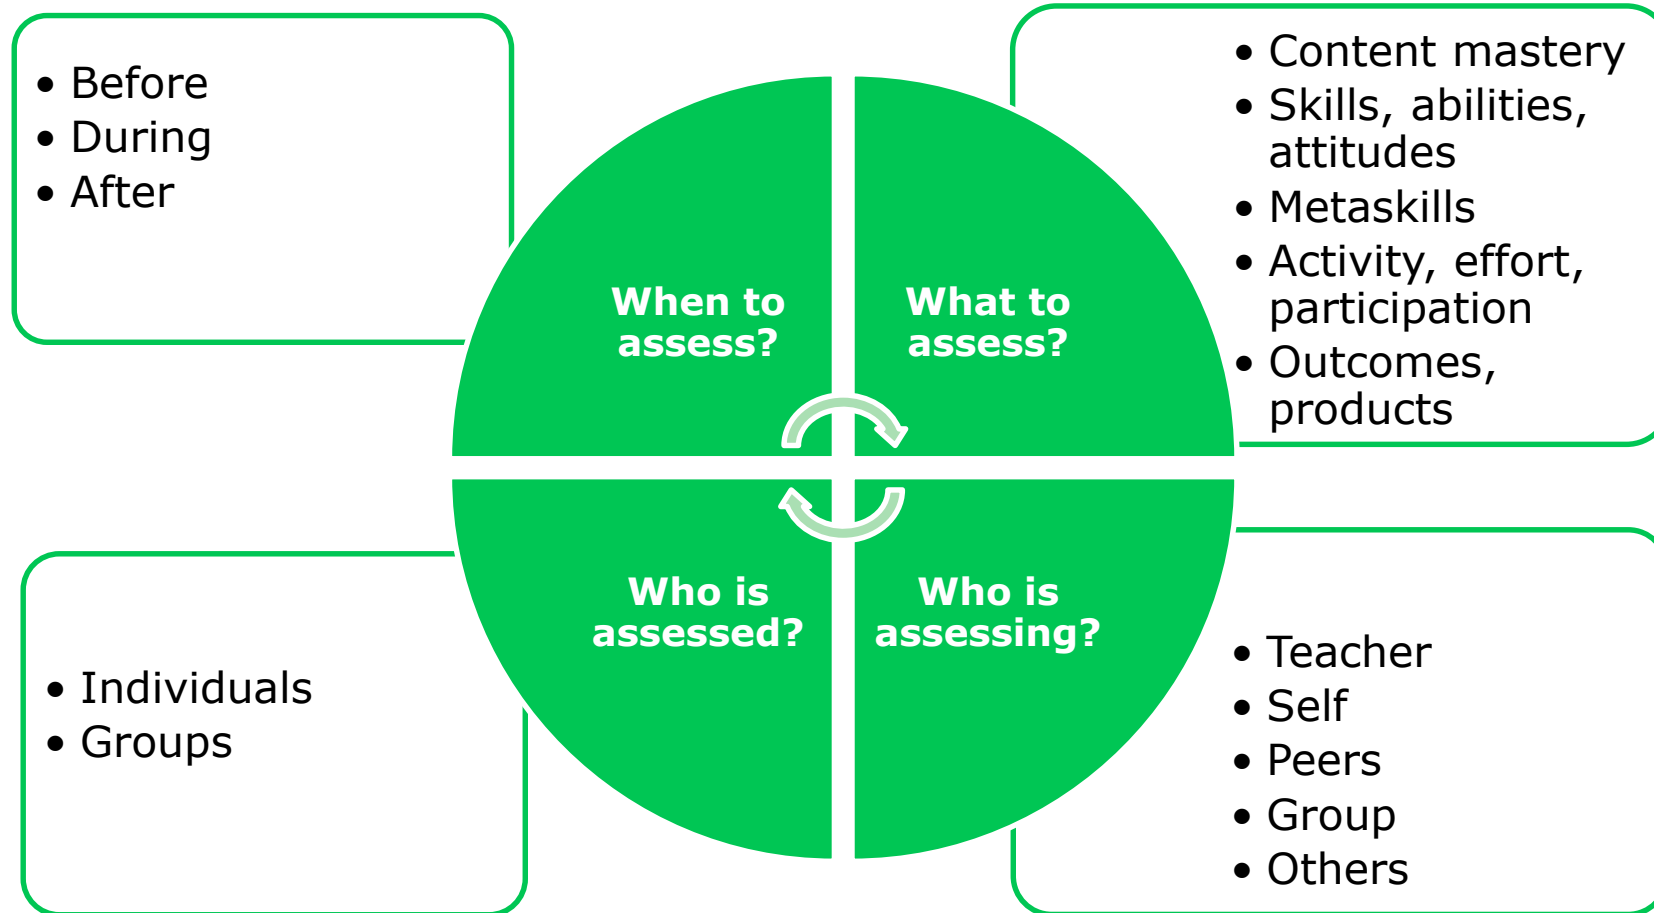 • Before
• During
• After
When to
assess?
What to
assess?
• Content mastery
• Skills, abilities,
attitudes
• Metaskills
• Activity, effort,
participation
• Outcomes,
products
• Individuals
• Groups
Who is
assessed?
Who is
assessing?
• Teacher
• Self
• Peers
• Group
• Others